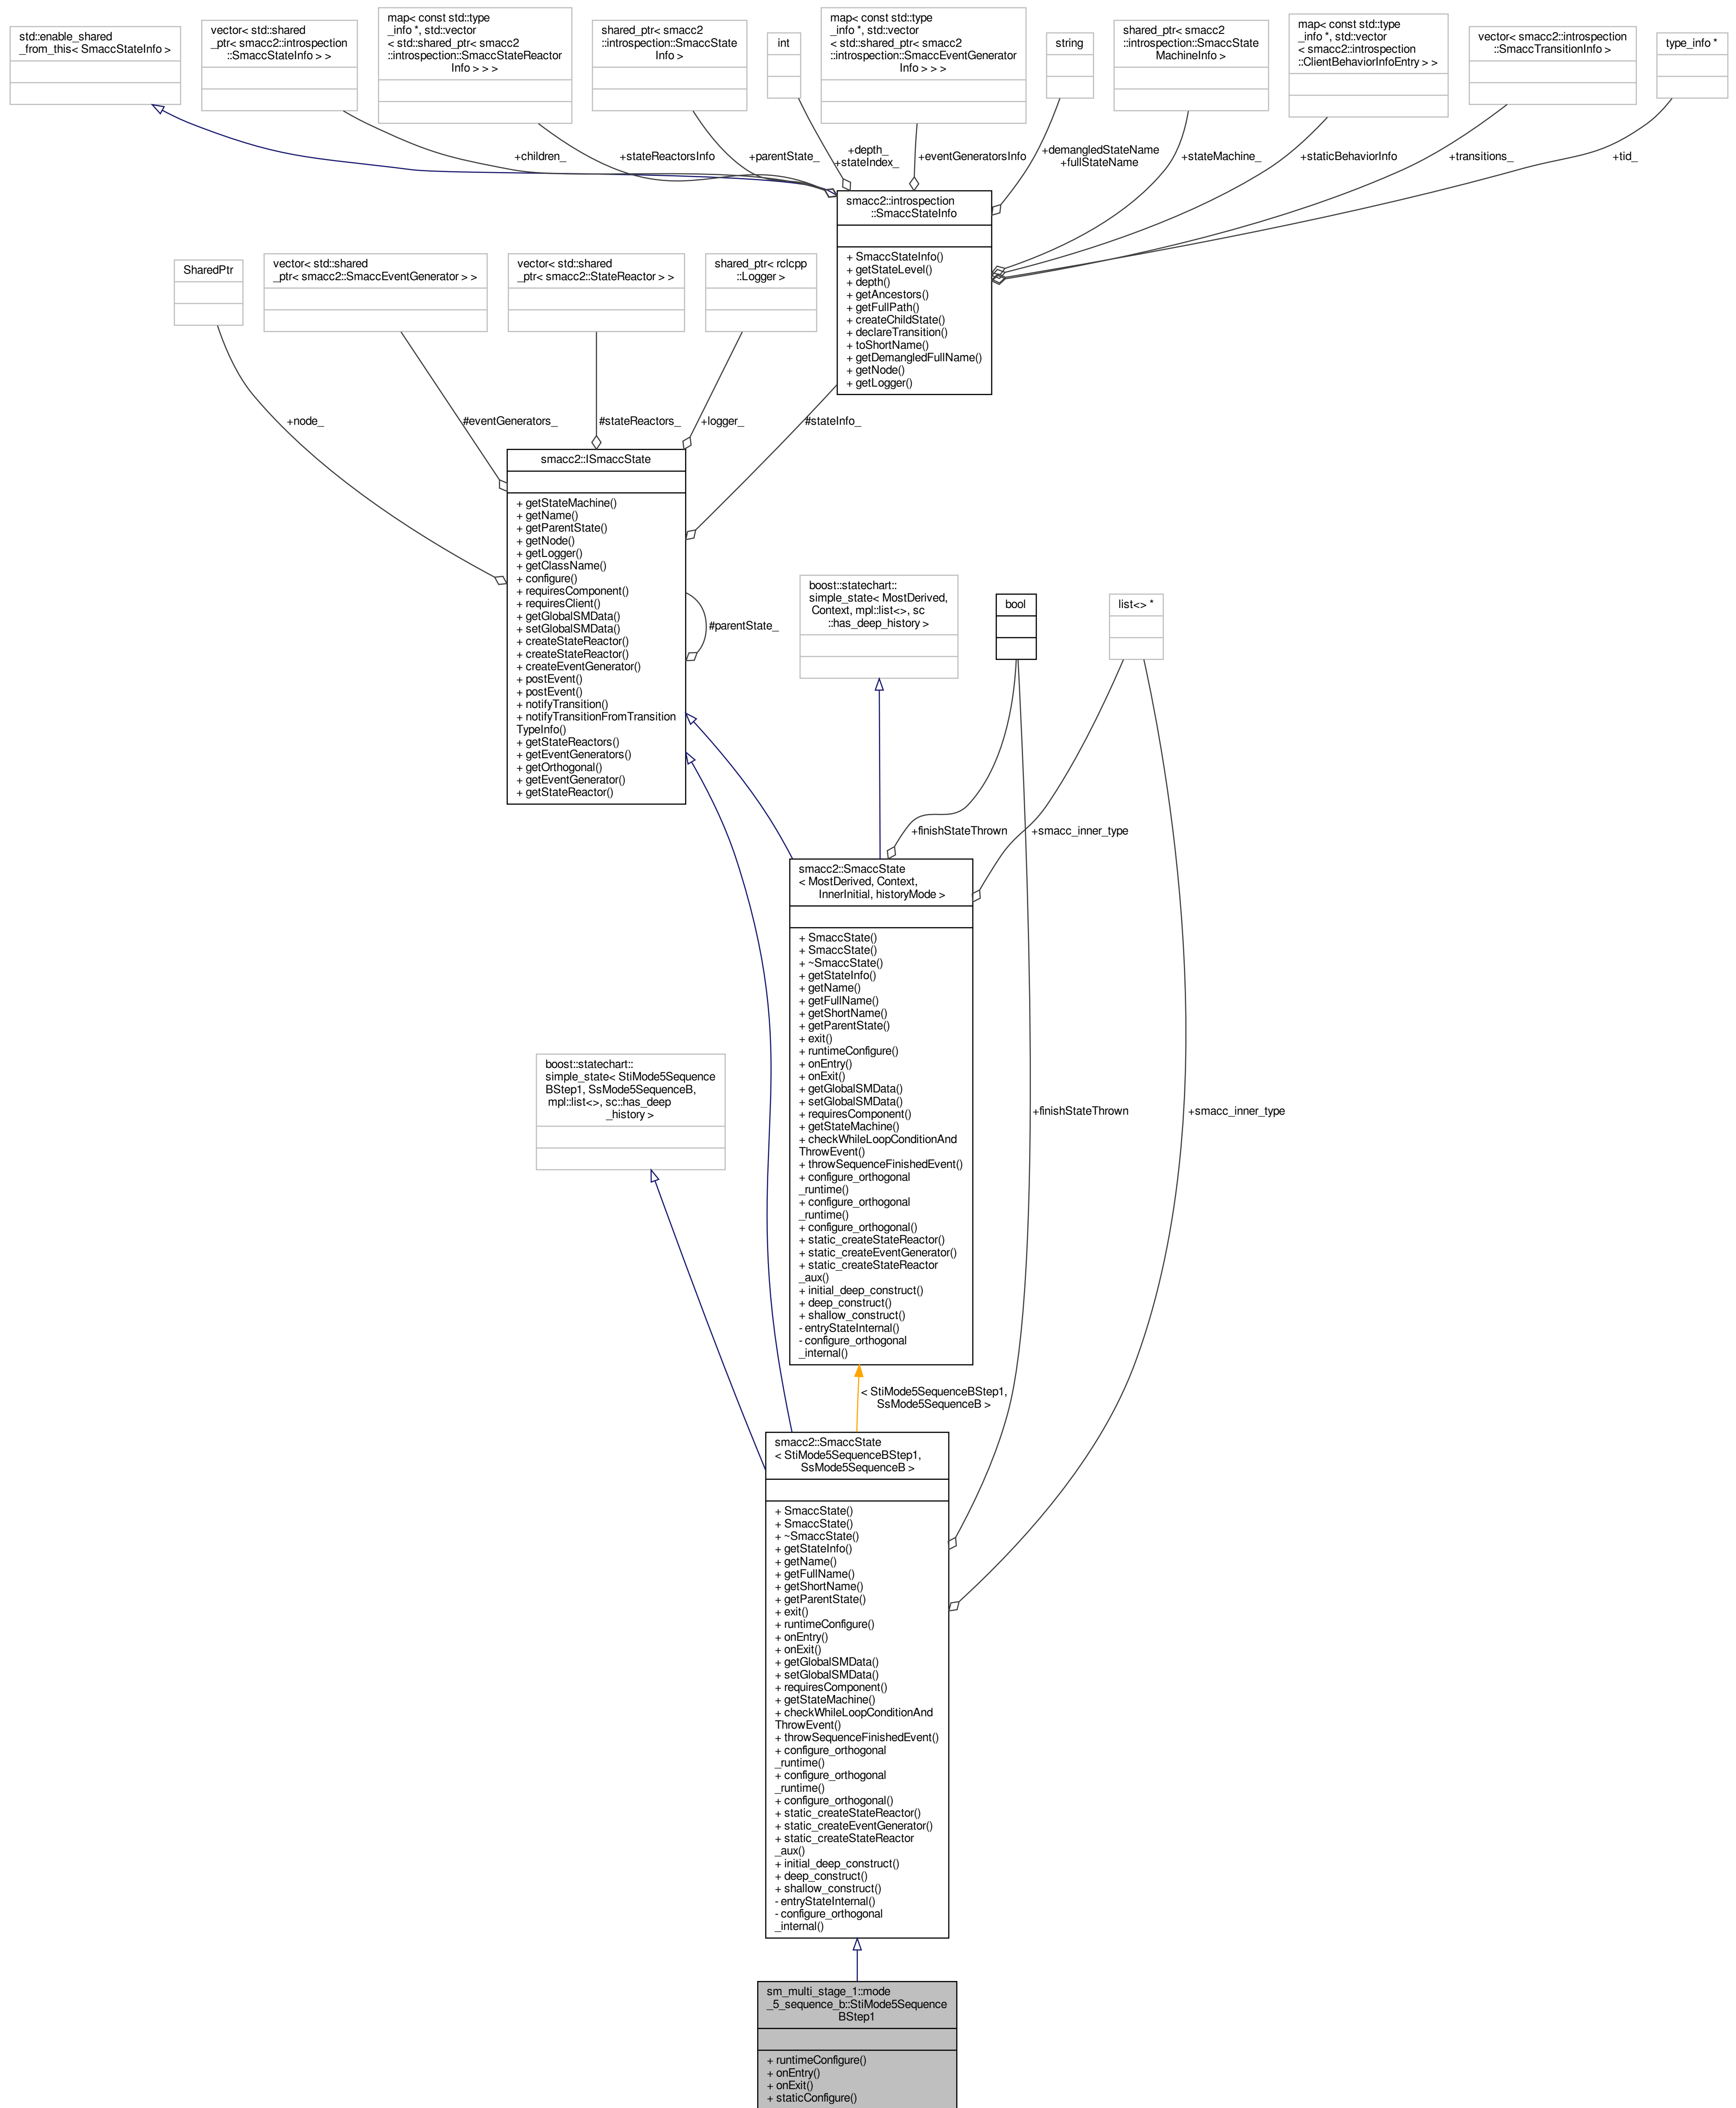 std::enable_shared
_from_this< SmaccStateInfo >
vector< std::shared
_ptr< smacc2::introspection
::SmaccStateInfo > >
map< const std::type
_info *, std::vector
< std::shared_ptr< smacc2
::introspection::SmaccStateReactor
Info > > >
shared_ptr< smacc2
::introspection::SmaccState
Info >
int
map< const std::type
_info *, std::vector
< std::shared_ptr< smacc2
::introspection::SmaccEventGenerator
Info > > >
string
shared_ptr< smacc2
::introspection::SmaccState
MachineInfo >
map< const std::type
_info *, std::vector
< smacc2::introspection
::ClientBehaviorInfoEntry > >
vector< smacc2::introspection
::SmaccTransitionInfo >
type_info *
+children_
+stateReactorsInfo
+parentState_
+depth_
+stateIndex_
+eventGeneratorsInfo
+demangledStateName
+fullStateName
+stateMachine_
+staticBehaviorInfo
+transitions_
+tid_
smacc2::introspection
::SmaccStateInfo
+ SmaccStateInfo()
+ getStateLevel()
+ depth()
+ getAncestors()
+ getFullPath()
+ createChildState()
+ declareTransition()
+ toShortName()
+ getDemangledFullName()
+ getNode()
+ getLogger()
SharedPtr
vector< std::shared
_ptr< smacc2::SmaccEventGenerator > >
vector< std::shared
_ptr< smacc2::StateReactor > >
shared_ptr< rclcpp
::Logger >
+node_
#eventGenerators_
#stateReactors_
+logger_
#stateInfo_
smacc2::ISmaccState
+ getStateMachine()
+ getName()
+ getParentState()
+ getNode()
+ getLogger()
+ getClassName()
+ configure()
+ requiresComponent()
+ requiresClient()
+ getGlobalSMData()
+ setGlobalSMData()
+ createStateReactor()
+ createStateReactor()
+ createEventGenerator()
+ postEvent()
+ postEvent()
+ notifyTransition()
+ notifyTransitionFromTransition
TypeInfo()
+ getStateReactors()
+ getEventGenerators()
+ getOrthogonal()
+ getEventGenerator()
+ getStateReactor()
#parentState_
boost::statechart::
simple_state< MostDerived,
Context, mpl::list<>, sc
::has_deep_history >
bool
list<> *
+finishStateThrown
+smacc_inner_type
smacc2::SmaccState
< MostDerived, Context,
InnerInitial, historyMode >
+ SmaccState()
+ SmaccState()
+ ~SmaccState()
+ getStateInfo()
+ getName()
+ getFullName()
+ getShortName()
+ getParentState()
+ exit()
+ runtimeConfigure()
+ onEntry()
+ onExit()
+ getGlobalSMData()
+ setGlobalSMData()
+ requiresComponent()
+ getStateMachine()
+ checkWhileLoopConditionAnd
ThrowEvent()
+ throwSequenceFinishedEvent()
+ configure_orthogonal
_runtime()
+ configure_orthogonal
_runtime()
+ configure_orthogonal()
+ static_createStateReactor()
+ static_createEventGenerator()
+ static_createStateReactor
_aux()
+ initial_deep_construct()
+ deep_construct()
+ shallow_construct()
- entryStateInternal()
- configure_orthogonal
_internal()
boost::statechart::
simple_state< StiMode5Sequence
BStep1, SsMode5SequenceB,
mpl::list<>, sc::has_deep
_history >
+finishStateThrown
+smacc_inner_type
< StiMode5SequenceBStep1,
SsMode5SequenceB >
smacc2::SmaccState
< StiMode5SequenceBStep1,
SsMode5SequenceB >
+ SmaccState()
+ SmaccState()
+ ~SmaccState()
+ getStateInfo()
+ getName()
+ getFullName()
+ getShortName()
+ getParentState()
+ exit()
+ runtimeConfigure()
+ onEntry()
+ onExit()
+ getGlobalSMData()
+ setGlobalSMData()
+ requiresComponent()
+ getStateMachine()
+ checkWhileLoopConditionAnd
ThrowEvent()
+ throwSequenceFinishedEvent()
+ configure_orthogonal
_runtime()
+ configure_orthogonal
_runtime()
+ configure_orthogonal()
+ static_createStateReactor()
+ static_createEventGenerator()
+ static_createStateReactor
_aux()
+ initial_deep_construct()
+ deep_construct()
+ shallow_construct()
- entryStateInternal()
- configure_orthogonal
_internal()
sm_multi_stage_1::mode
_5_sequence_b::StiMode5Sequence
BStep1
+ runtimeConfigure()
+ onEntry()
+ onExit()
+ staticConfigure()